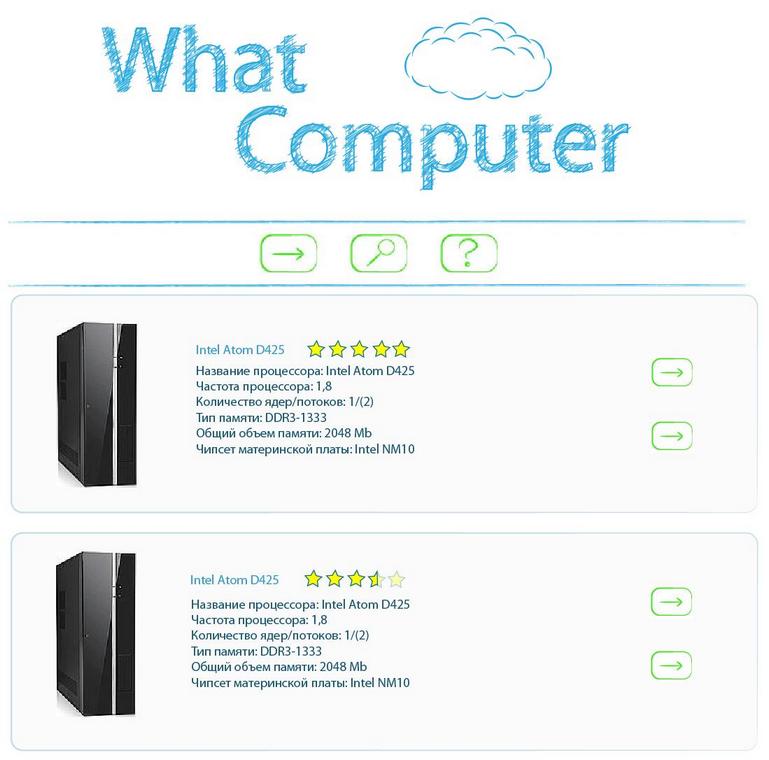 What
Computer
?
Intel Atom D425
Название процессора: Intel Atom D425
Частота процессора: 1,8
Количество ядер/потоков: 1/(2)
Тип памяти: DDR3-1333
Общий объем памяти: 2048 Mb
Чипсет материнской платы: Intel NM10
Intel Atom D425
Название процессора: Intel Atom D425
Частота процессора: 1,8
Количество ядер/потоков: 1/(2)
Тип памяти: DDR3-1333
Общий объем памяти: 2048 Mb
Чипсет материнской платы: Intel NM10